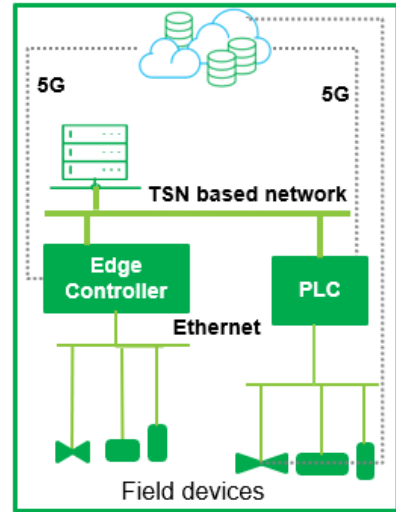 5G
5G
TSN based network
Edge
Controller
PLC
Ethernet
Field devices